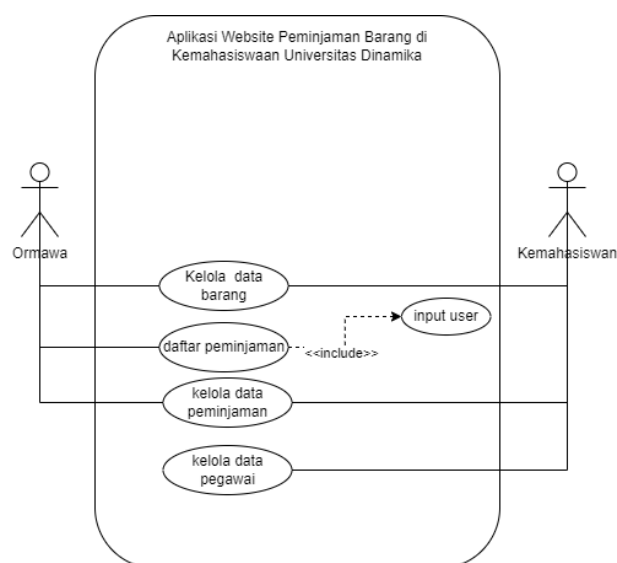 Aplikasi Website Peminjaman Barang di
Kemahasiswaan Universitas Dinamika
Ormawa
Kemahasiswan
Kelola data
barang
input user
daftar peminjaman
<<include>>
kelola data
peminjaman
kelola data
pegawai